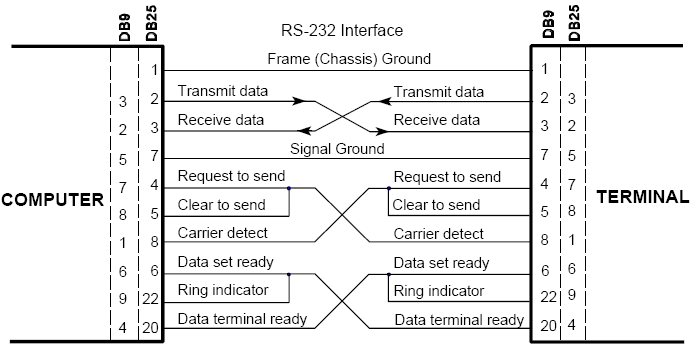 DB9 DB25 RS-232 Interface DB9 DB25
Frame (Chassis) Ground
1 1
3 2 Transmit data Transmit data 2 3
2 3 Receive data Receive data 3 2
5 7 Signal Ground 7 5
7 4 Request to send Request to send 4 7
COMPUTER TERMINAL
8 5 Clear to send Clear to send 5 8
1 8 Carrier detect Carrier detect 8 1
6 6 Data set ready Data set ready 6 6
9 22 Ring indicator Ring indicator 22 9
4 20 Data terminal ready Data terminal ready 20 4